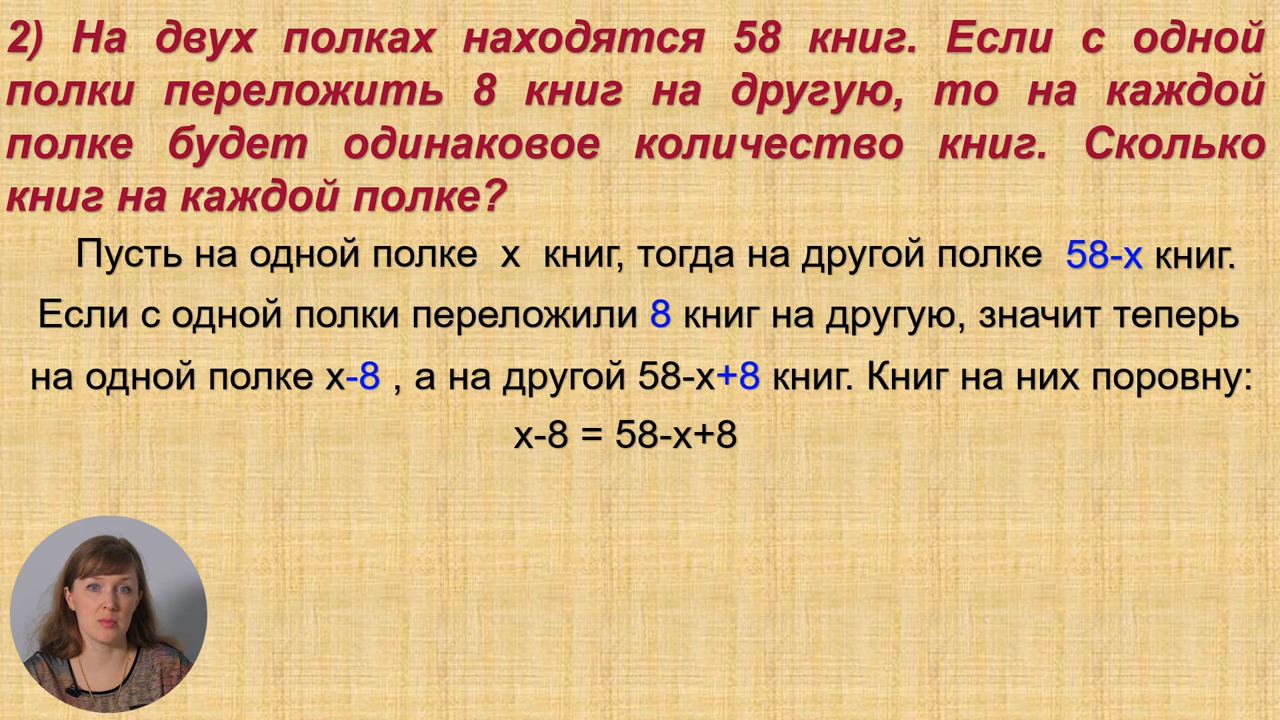 2) На двух полках находятся 58 книг. Если с одной
полки переложить 8 книг на другую, то на каждой
полке будет одинаковое количество книг. Сколько
книг на каждой полке?
Пусть на одной полке х книг, тогда на другой полке 58-х книг.
Если с одной полки переложили 8 книг на другую, значит теперь
на одной полке х-8 , а на другой 58-х+8 книг. Книг на них поровну:
х-8 = 58-х+8